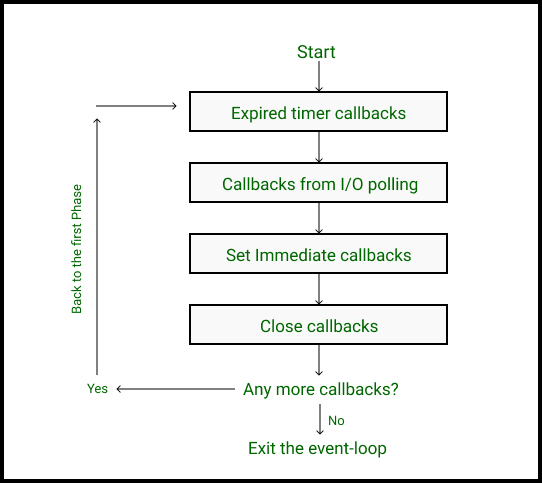 Start
Expired timer callbacks
Callbacks from I/O polling
Set Immediate callbacks
Close callbacks
Back to the first Phase
Yes
Any more callbacks?
No
Exit the event-loop